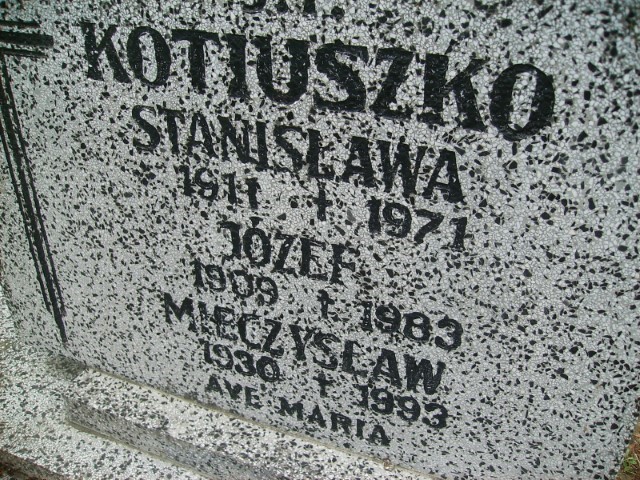 KOTIUSZKO
STANISŁAWA
1911 † 1971
JÓZEF
1909 † 1983
MIECZYSŁAW
1930 † 1993
AVE MARIA